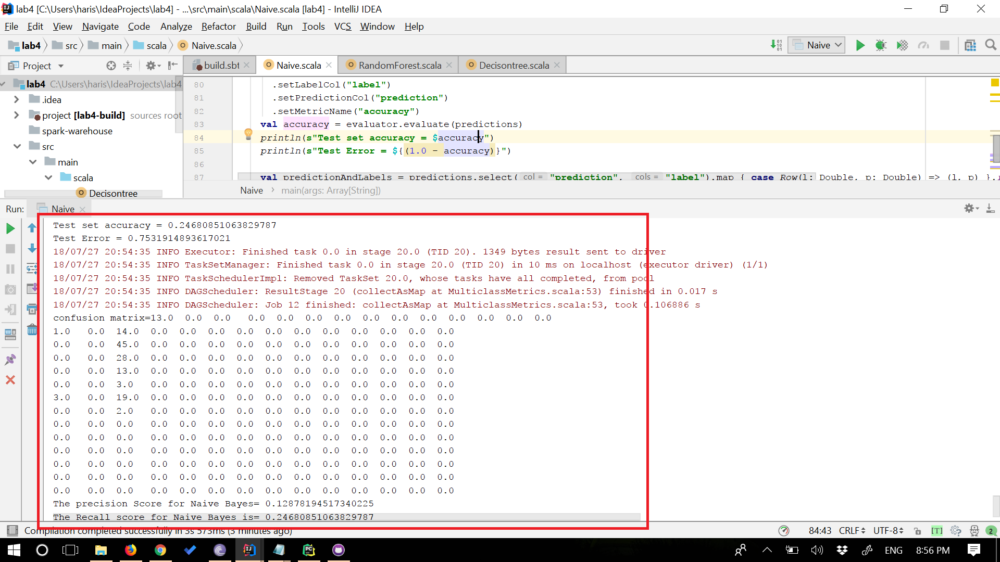 lab4 [C:\Users\haris\IdeaProjects\lab4] - ...\src\main\scala\Naive.scala [lab4] - IntelliJ IDEA
File Edit View Navigate Code Analyze Refactor Build Run Tools VCS Window Help
lab4 src main scala Naive.scala Naive
Project build.sbt Naive.scala RandomForest.scala Decisontree.scala
lab4 C:\Users\haris\IdeaProjects\lab4
.idea
project [lab4-build] sources root
spark-warehouse
src
main
scala
Decisontree
80 .setLabelCol("label")
81 .setPredictionCol("prediction")
82 .setMetricName("accuracy")
83 val accuracy = evaluator.evaluate(predictions)
84 println(s"Test set accuracy = $accuracy")
85 println(s"Test Error = ${(1.0 - accuracy)}")
86
87 val predictionAndLabels = predictions.select( col = "prediction", cols = "label").map { case Row(l: Double, p: Double) => (l, p) }.
Naive main(args: Array[String])
Run: Naive
Test set accuracy = 0.24680851063829787
Test Error = 0.7531914893617021
18/07/27 20:54:35 INFO Executor: Finished task 0.0 in stage 20.0 (TID 20). 1349 bytes result sent to driver
18/07/27 20:54:35 INFO TaskSetManager: Finished task 0.0 in stage 20.0 (TID 20) in 10 ms on localhost (executor driver) (1/1)
18/07/27 20:54:35 INFO TaskSchedulerImpl: Removed TaskSet 20.0, whose tasks have all completed, from pool
18/07/27 20:54:35 INFO DAGScheduler: ResultStage 20 (collectAsMap at MulticlassMetrics.scala:53) finished in 0.017 s
18/07/27 20:54:35 INFO DAGScheduler: Job 12 finished: collectAsMap at MulticlassMetrics.scala:53, took 0.106886 s
confusion matrix=13.0 0.0 0.0 0.0 0.0 0.0 0.0 0.0 0.0 0.0 0.0 0.0 0.0 0.0
1.0 0.0 14.0 0.0 0.0 0.0 0.0 0.0 0.0 0.0 0.0 0.0 0.0 0.0
0.0 0.0 45.0 0.0 0.0 0.0 0.0 0.0 0.0 0.0 0.0 0.0 0.0 0.0
0.0 0.0 28.0 0.0 0.0 0.0 0.0 0.0 0.0 0.0 0.0 0.0 0.0 0.0
0.0 0.0 13.0 0.0 0.0 0.0 0.0 0.0 0.0 0.0 0.0 0.0 0.0 0.0
0.0 0.0 3.0 0.0 0.0 0.0 0.0 0.0 0.0 0.0 0.0 0.0 0.0 0.0
3.0 0.0 19.0 0.0 0.0 0.0 0.0 0.0 0.0 0.0 0.0 0.0 0.0 0.0
0.0 0.0 2.0 0.0 0.0 0.0 0.0 0.0 0.0 0.0 0.0 0.0 0.0 0.0
0.0 0.0 0.0 0.0 0.0 0.0 0.0 0.0 0.0 0.0 0.0 0.0 0.0 0.0
0.0 0.0 0.0 0.0 0.0 0.0 0.0 0.0 0.0 0.0 0.0 0.0 0.0 0.0
0.0 0.0 0.0 0.0 0.0 0.0 0.0 0.0 0.0 0.0 0.0 0.0 0.0 0.0
0.0 0.0 0.0 0.0 0.0 0.0 0.0 0.0 0.0 0.0 0.0 0.0 0.0 0.0
0.0 0.0 0.0 0.0 0.0 0.0 0.0 0.0 0.0 0.0 0.0 0.0 0.0 0.0
0.0 0.0 0.0 0.0 0.0 0.0 0.0 0.0 0.0 0.0 0.0 0.0 0.0 0.0
The precision Score for Naive Bayes= 0.12878194517340225
The Recall score for Naive Bayes is= 0.24680851063829787
Compilation completed successfully in 3s 573ms (3 minutes ago) 84:43 CRLF UTF-8 [T] 2
ENG 8:56 PM